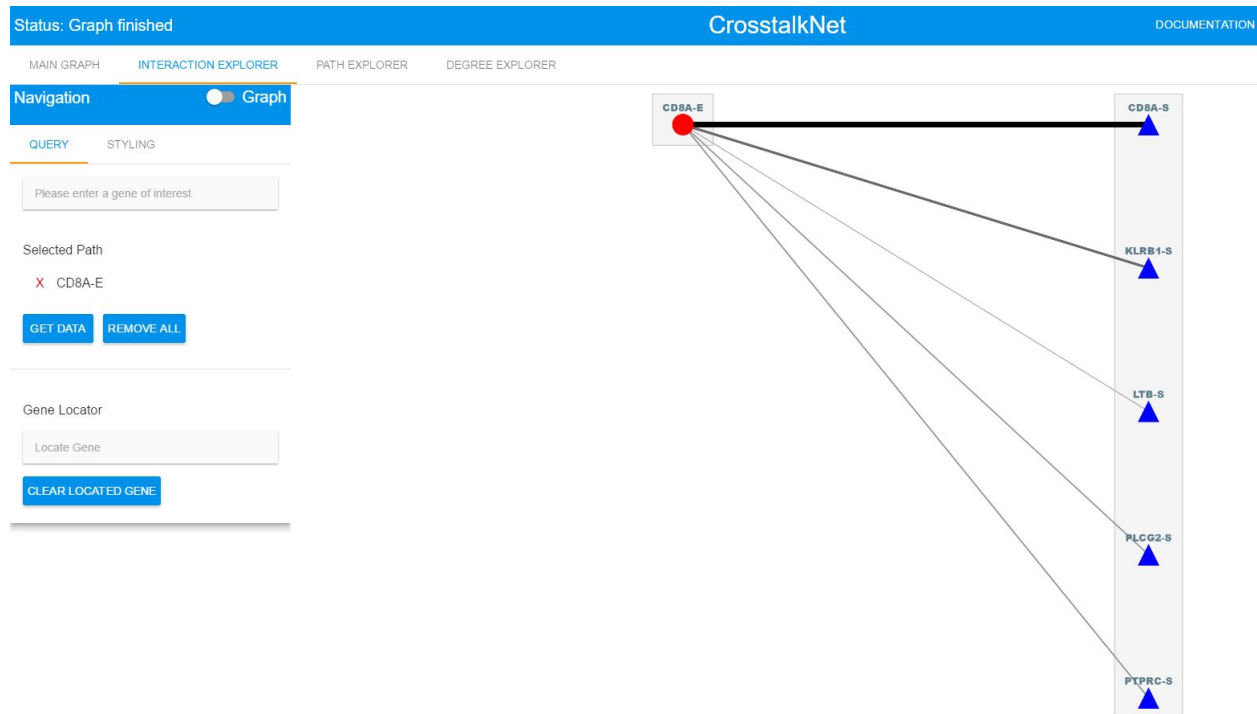 Status: Graph finished
CrosstalkNet
DOCUMENTATION
MAIN GRAPH
INTERACTION EXPLORER
PATH EXPLORER
DEGREE EXPLORER
Navigation
Graph
QUERY
STYLING
Please enter a gene of interest
Selected Path
X CD8A-E
GET DATA
REMOVE ALL
Gene Locator
Locate Gene
CLEAR LOCATED GENE
CD8A-E
CD8A-S
KLRB1-S
LTB-S
PLCG2-S
PTPRC-S